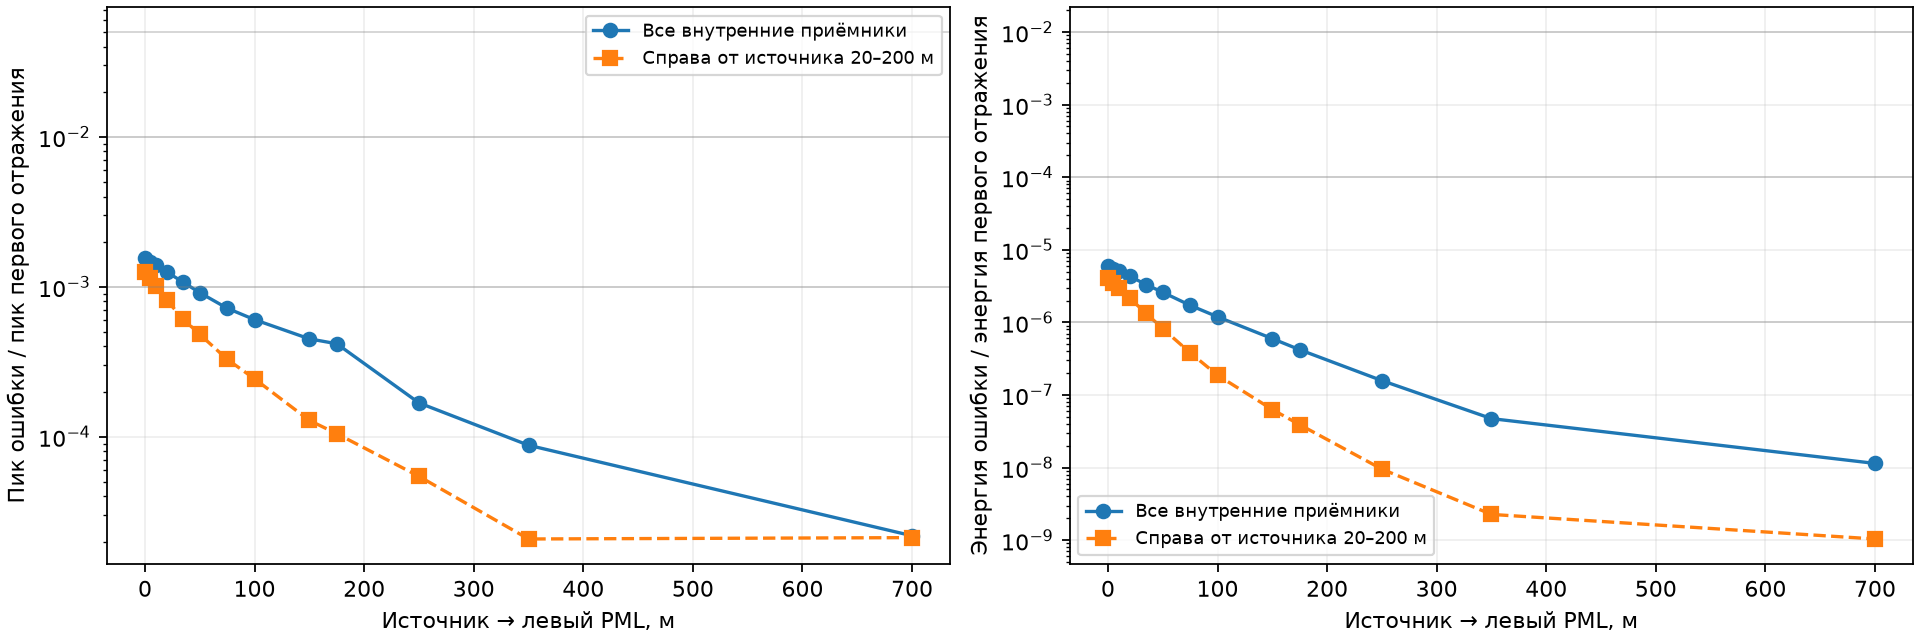 Пик ошибки / пик первого отражения
10⁻²
10⁻³
10⁻⁴
Все внутренние приёмники
Справа от источника 20–200 м
0 100 200 300 400 500 600 700
Источник → левый PML, м
Энергия ошибки / энергия первого отражения
10⁻²
10⁻³
10⁻⁴
10⁻⁵
10⁻⁶
10⁻⁷
10⁻⁸
10⁻⁹
Все внутренние приёмники
Справа от источника 20–200 м
0 100 200 300 400 500 600 700
Источник → левый PML, м